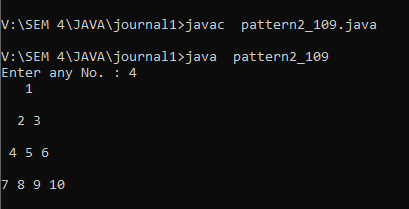 V:\SEM 4\JAVA\journal1>javac  pattern2_109.java
V:\SEM 4\JAVA\journal1>java  pattern2_109
Enter any No. : 4
   1
  2 3
 4 5 6
7 8 9 10